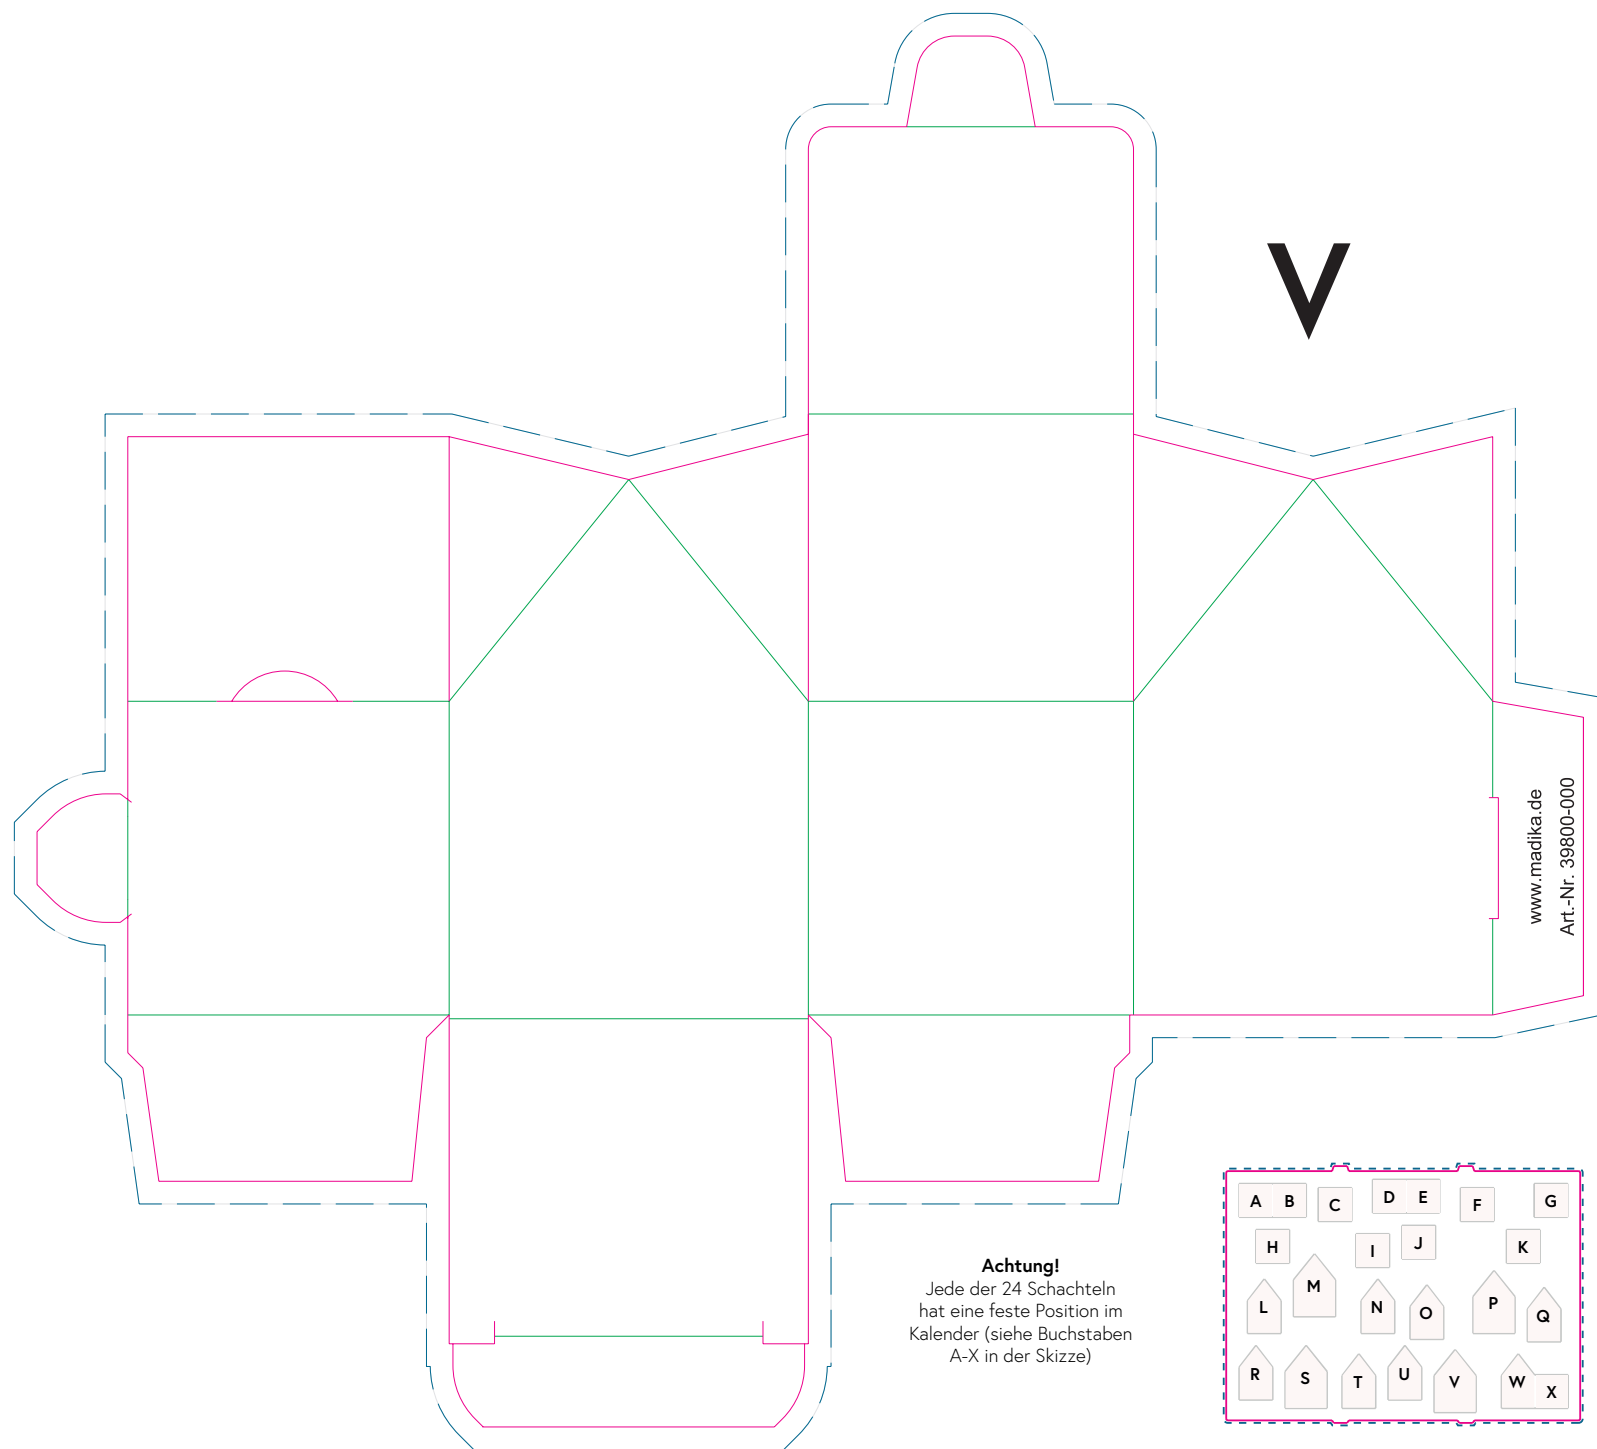 V
www.madika.de
Art.-Nr. 39800-000
Achtung!
Jede der 24 Schachteln
hat eine feste Position im
Kalender (siehe Buchstaben
A-X in der Skizze)
A B C D E F G
H I J K
L M N O P Q
R S T U V W X